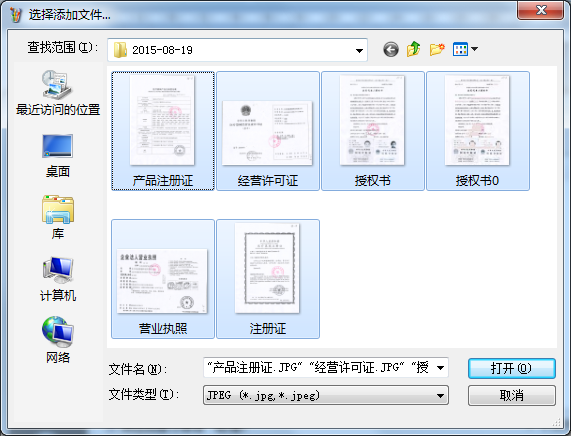 选择添加文件...
查找范围(I):
2015-08-19
最近访问的位置
桌面
库
计算机
网络
产品注册证
经营许可证
授权书
授权书0
营业执照
注册证
文件名(N):
"产品注册证.JPG" "经营许可证.JPG" "授
打开(O)
文件类型(T):
JPEG (*.jpg,*.jpeg)
取消